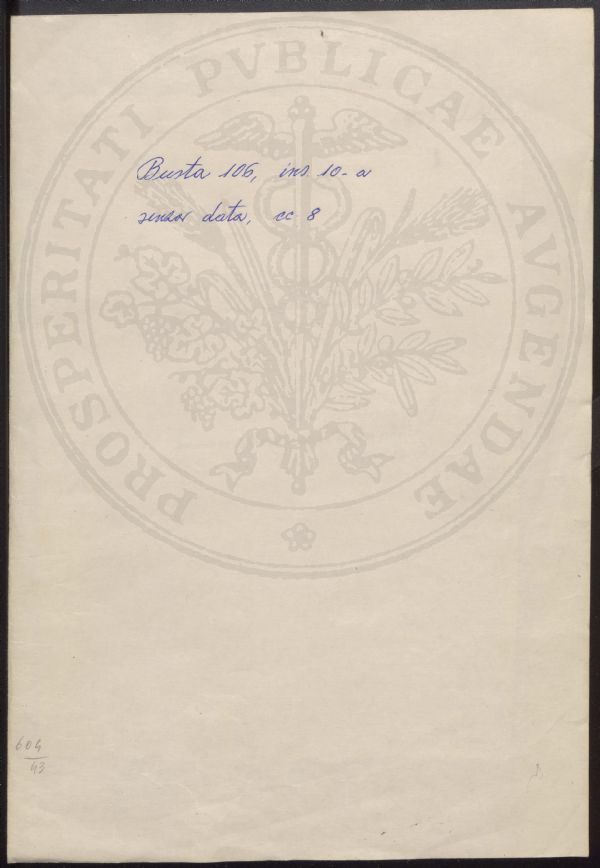 PROSPERITATI PVBLICAE AVGENDAE
Busta 106, ins 10-a
senza data, cc 8
604
43